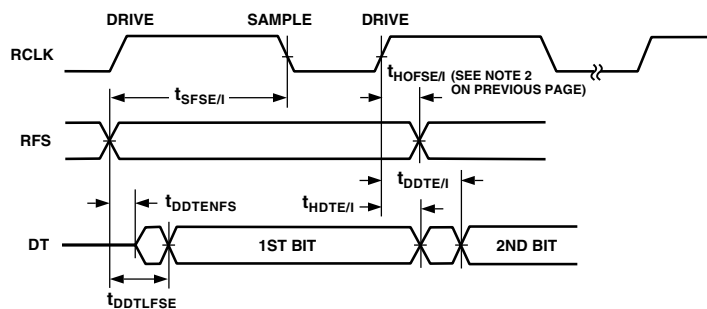 DRIVE SAMPLE DRIVE
RCLK
tHOFSE/I (SEE NOTE 2
ON PREVIOUS PAGE)
tSFSE/I
RFS
tDDTE/I
tDDTENFS
tHDTE/I
DT 1ST BIT 2ND BIT
tDDTLFSE